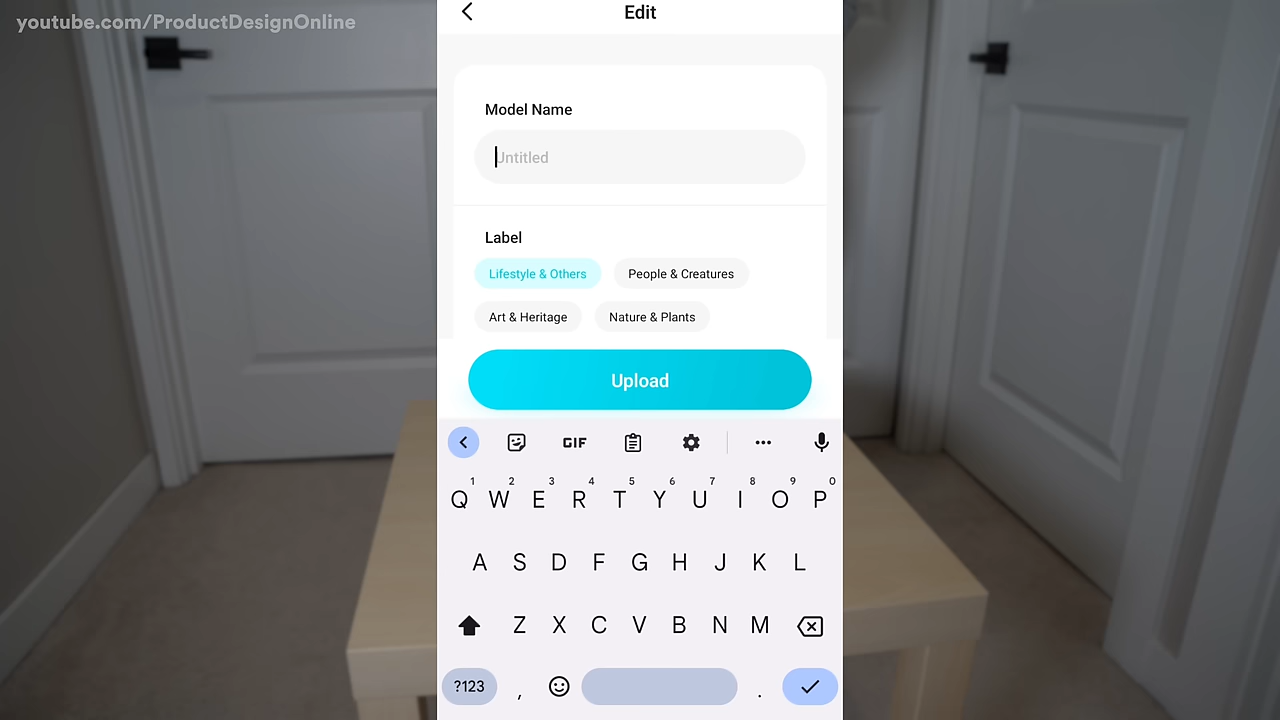 youtube.com/ProductDesignOnline
Edit
Model Name
Untitled
Label
Lifestyle & Others
People & Creatures
Art & Heritage
Nature & Plants
Upload
GIF
1 2 3 4 5 6 7 8 9 0
Q W E R T Y U I O P
A S D F G H J K L
Z X C V B N M
?123 , .